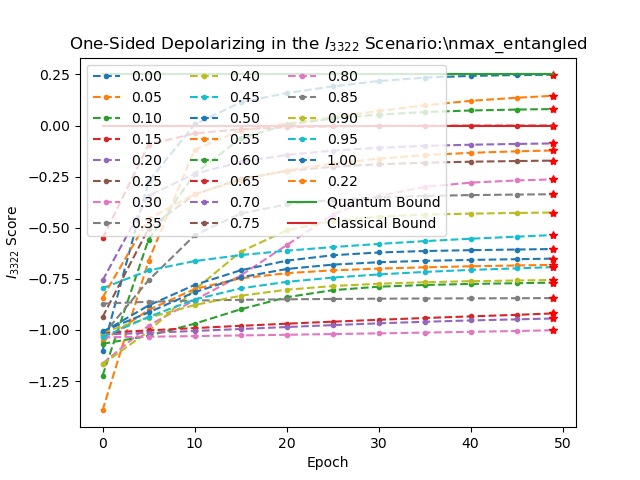 One-Sided Depolarizing in the I3322 Scenario:\nmax_entangled
0.00 0.40 0.80
0.05 0.45 0.85
0.10 0.50 0.90
0.15 0.55 0.95
0.20 0.60 1.00
0.25 0.65 0.22
0.30 0.70 Quantum Bound
0.35 0.75 Classical Bound
0.25
0.00
−0.25
−0.50
−0.75
−1.00
−1.25
I3322 Score
0 10 20 30 40 50
Epoch